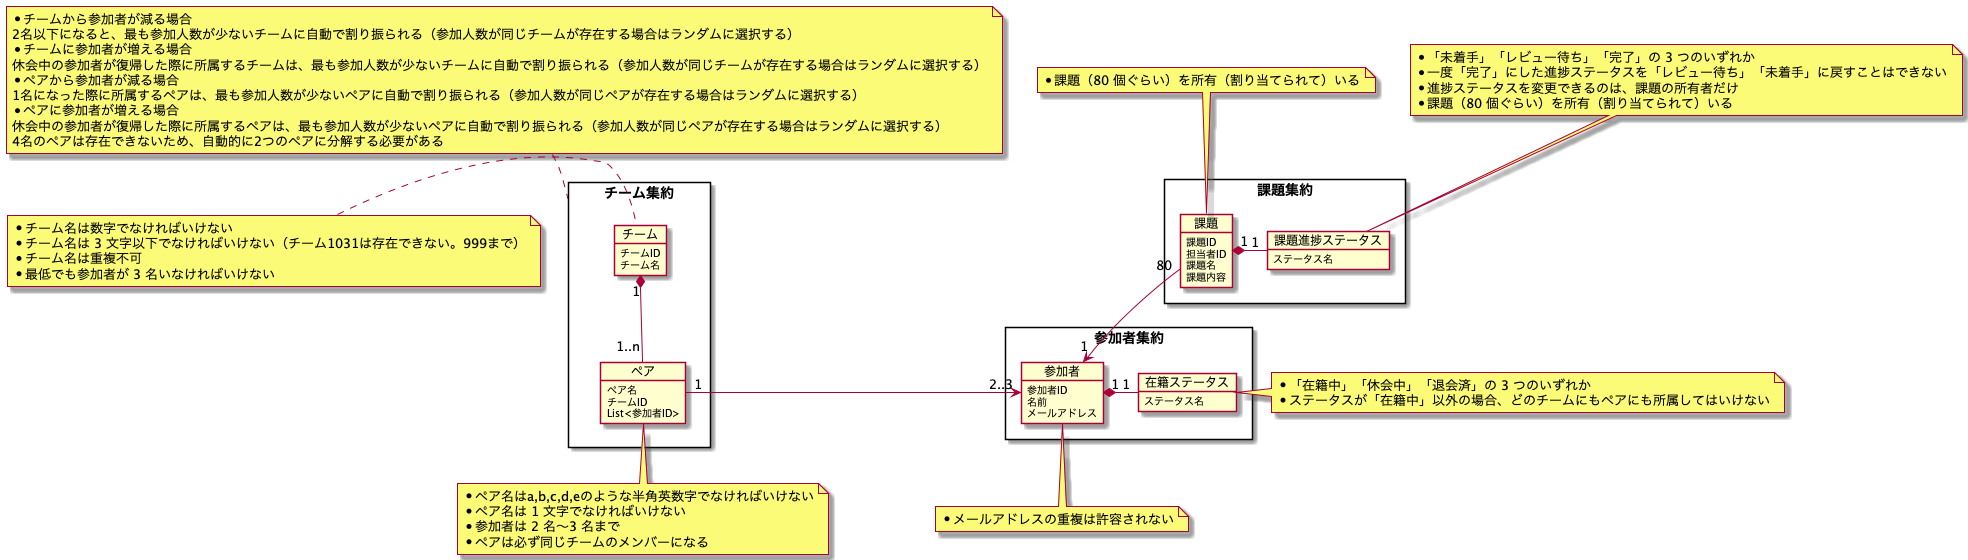 •チームから参加者が減る場合
2名以下になると、最も参加人数が少ないチームに自動で割り振られる（参加人数が同じチームが存在する場合はランダムに選択する）
•チームに参加者が増える場合
休会中の参加者が復帰した際に所属するチームは、最も参加人数が少ないチームに自動で割り振られる（参加人数が同じチームが存在する場合はランダムに選択する）
•ペアから参加者が減る場合
1名になった際に所属するペアは、最も参加人数が少ないペアに自動で割り振られる（参加人数が同じペアが存在する場合はランダムに選択する）
•ペアに参加者が増える場合
休会中の参加者が復帰した際に所属するペアは、最も参加人数が少ないペアに自動で割り振られる（参加人数が同じペアが存在する場合はランダムに選択する）
4名のペアは存在できないため、自動的に2つのペアに分解する必要がある
•課題（80 個ぐらい）を所有（割り当てられて）いる
•「未着手」「レビュー待ち」「完了」の 3 つのいずれか
•一度「完了」にした進捗ステータスを「レビュー待ち」「未着手」に戻すことはできない
•進捗ステータスを変更できるのは、課題の所有者だけ
•課題（80 個ぐらい）を所有（割り当てられて）いる
•チーム名は数字でなければいけない
•チーム名は 3 文字以下でなければいけない（チーム1031は存在できない。999まで）
•チーム名は重複不可
•最低でも参加者が 3 名いなければいけない
チーム集約
チーム
チームID
チーム名
1
1..n
ペア
ペア名
チームID
List<参加者ID>
1
2..3
課題集約
課題
課題ID
担当者ID
課題名
課題内容
1 1
課題進捗ステータス
ステータス名
80
1
参加者集約
参加者
参加者ID
名前
メールアドレス
1 1
在籍ステータス
ステータス名
•「在籍中」「休会中」「退会済」の 3 つのいずれか
•ステータスが「在籍中」以外の場合、どのチームにもペアにも所属してはいけない
•ペア名はa,b,c,d,eのような半角英数字でなければいけない
•ペア名は 1 文字でなければいけない
•参加者は 2 名〜3 名まで
•ペアは必ず同じチームのメンバーになる
•メールアドレスの重複は許容されない